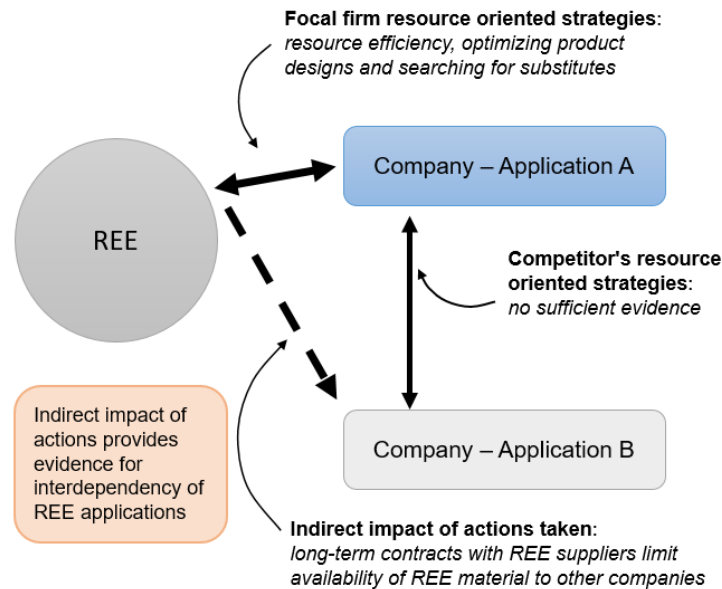 Focal firm resource oriented strategies:
resource efficiency, optimizing product
designs and searching for substitutes
Company – Application A
REE
Competitor's resource
oriented strategies:
no sufficient evidence
Indirect impact of
actions provides
evidence for
interdependency of
REE applications
Company – Application B
Indirect impact of actions taken:
long-term contracts with REE suppliers limit
availability of REE material to other companies